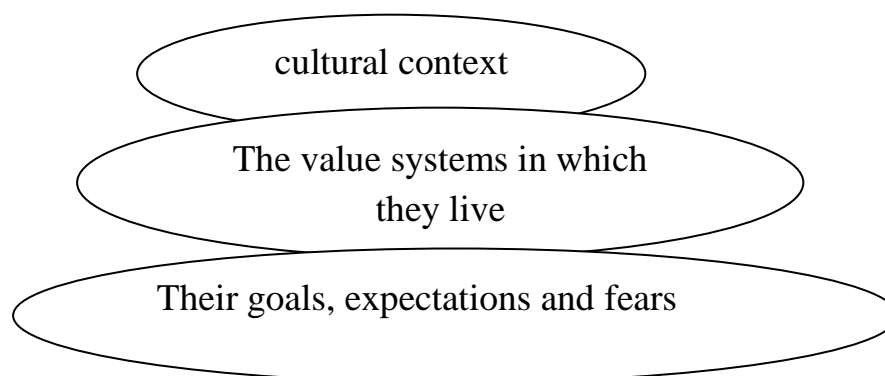 cultural context
The value systems in which
they live
Their goals, expectations and fears